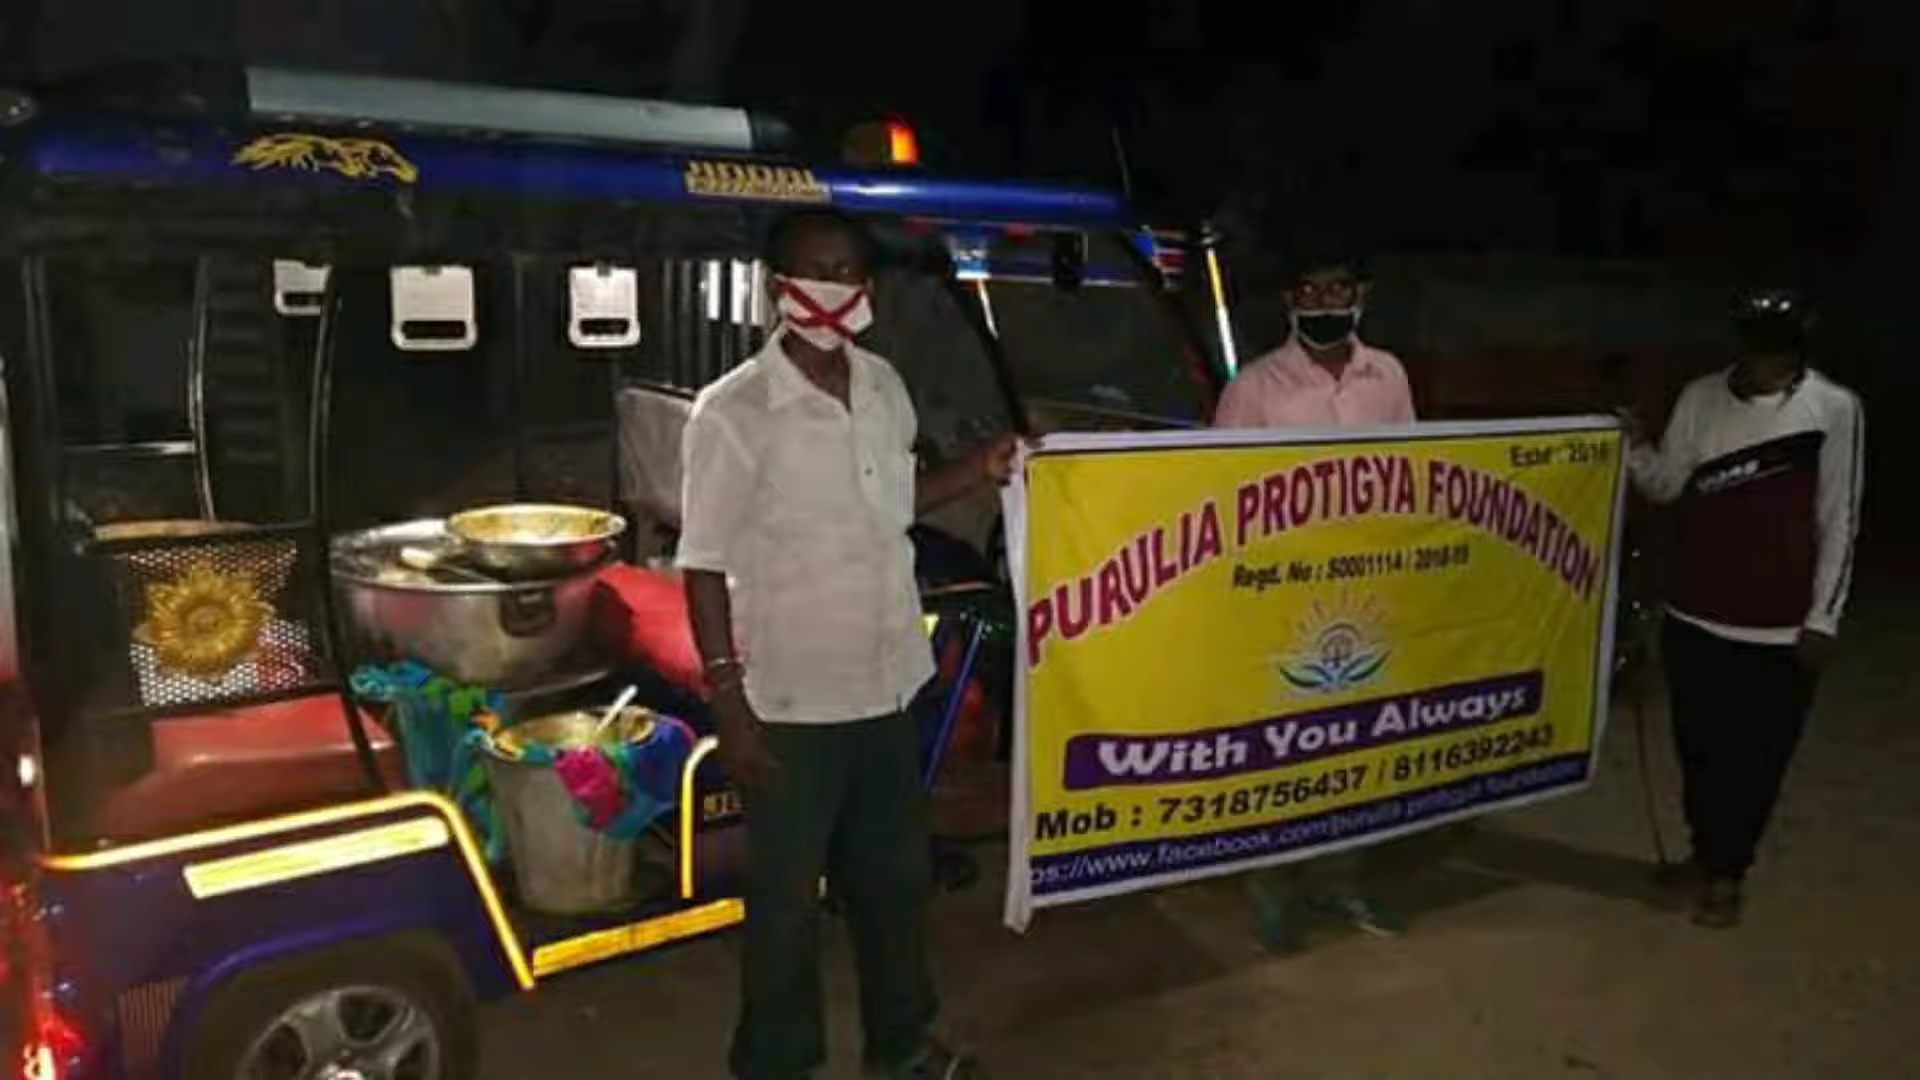 JINDAL
Estd : 2018
PURULIA PROTIGYA FOUNDATION
Regd. No : S0001114 / 2018-19
With You Always
Mob : 7318756437 / 8116392243
ps://www.facebook.com/purulia protigya foundation